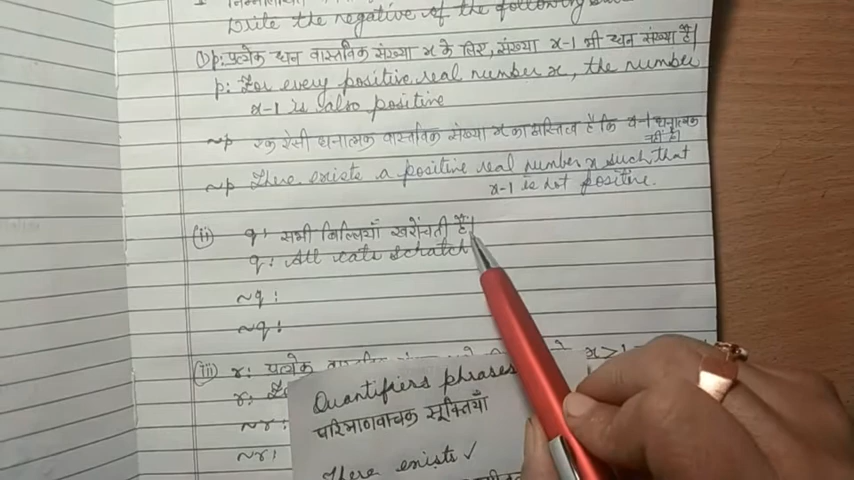 Write the negative of the following
(i) p: प्रत्येक धन वास्तविक संख्या x के लिए, संख्या x-1 भी धन संख्या है|
p: For every positive real number x, the number
x-1 is also positive
~p एक ऐसी धनात्मक वास्तविक संख्या x का अस्तित्व है कि x-1 धनात्मक
नहीं है|
~p There exists a positive real number x such that
x-1 is not positive.
(ii) q: सभी बिल्लियाँ खरोंचती हैं|
q: All cats scratch
~q:
~q:
(iii) r: प्रत्येक x>1
r:
~r:
~r:
Quantifiers phrases
परिमाणवाचक सूक्तियाँ
There exists ✓